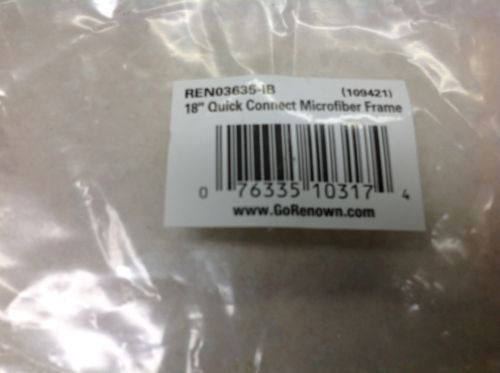 REN03635-IB (109421)
18" Quick Connect Microfiber Frame
0 76335 10317 4
www.GoRenown.com